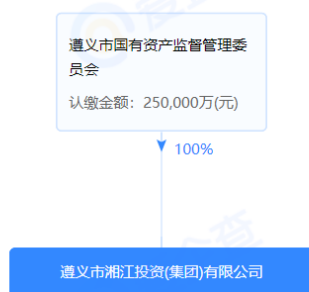 遵义市国有资产监督管理委
员会
认缴金额：250,000万(元)
100%
遵义市湘江投资(集团)有限公司